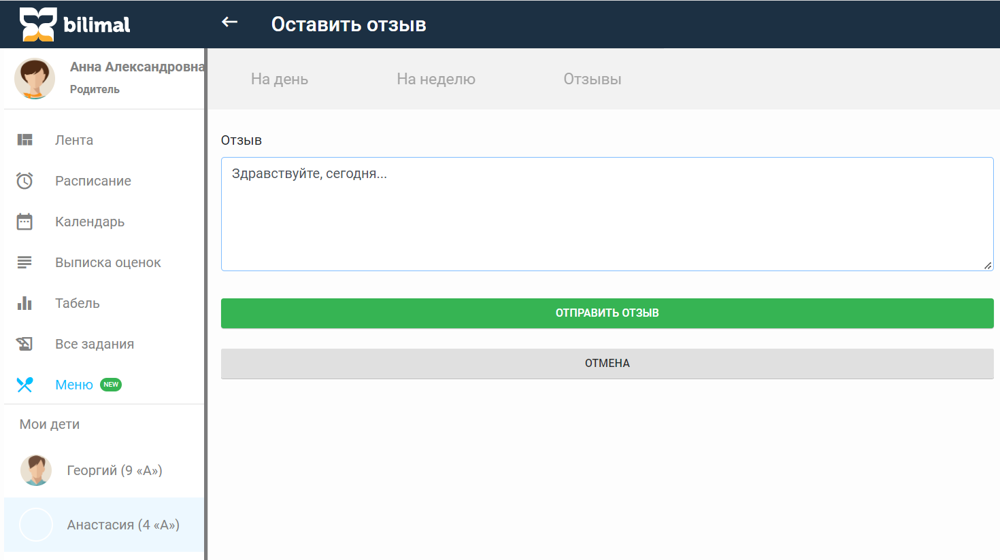 bilimal
Оставить отзыв
Анна Александровна
Родитель
На день
На неделю
Отзывы
Лента
Расписание
Календарь
Выписка оценок
Табель
Все задания
Меню NEW
Мои дети
Георгий (9 «А»)
Анастасия (4 «А»)
Отзыв
Здравствуйте, сегодня...
ОТПРАВИТЬ ОТЗЫВ
ОТМЕНА